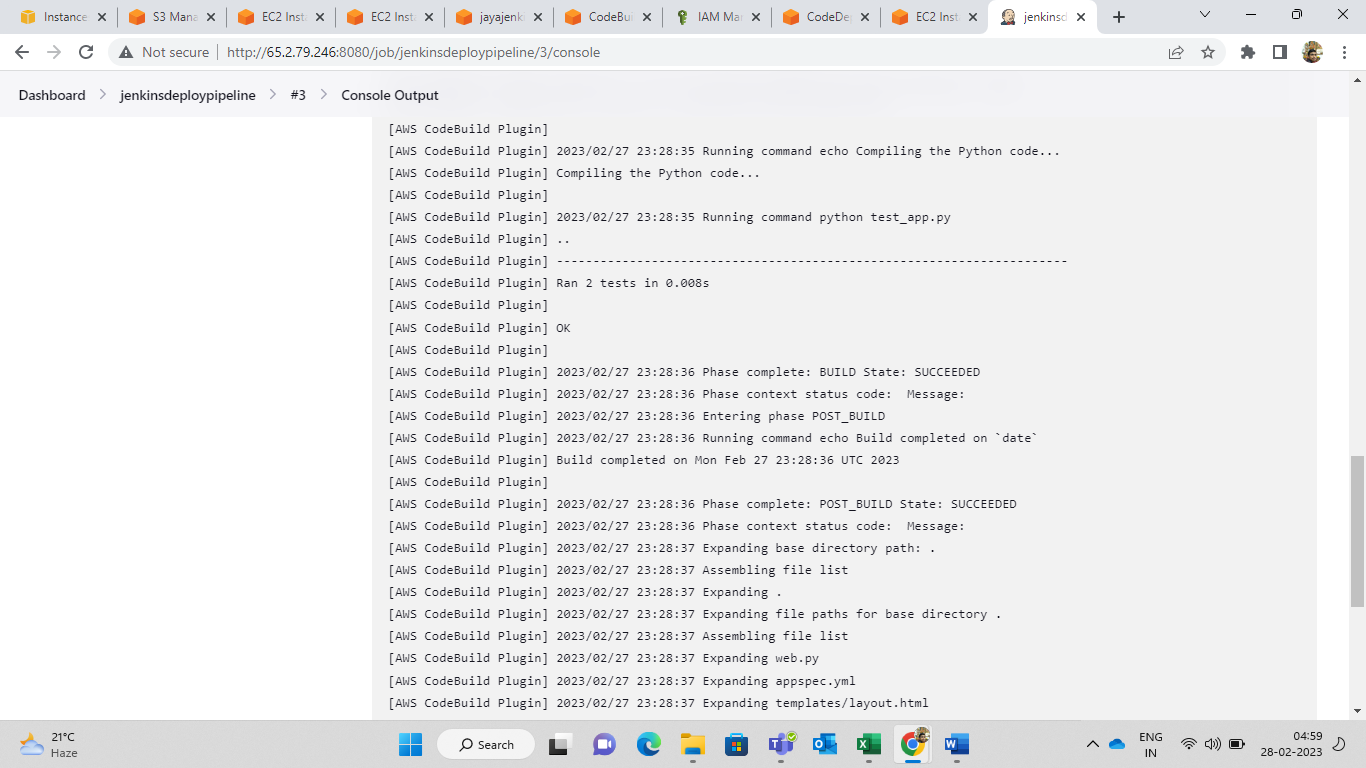 Instance
S3 Mana
EC2 Inst
EC2 Inst
jayajenk
CodeBui
IAM Man
CodeDep
EC2 Inst
jenkinsd
Not secure
http://65.2.79.246:8080/job/jenkinsdeploypipeline/3/console
Dashboard > jenkinsdeploypipeline > #3 > Console Output
[AWS CodeBuild Plugin]
[AWS CodeBuild Plugin] 2023/02/27 23:28:35 Running command echo Compiling the Python code...
[AWS CodeBuild Plugin] Compiling the Python code...
[AWS CodeBuild Plugin]
[AWS CodeBuild Plugin] 2023/02/27 23:28:35 Running command python test_app.py
[AWS CodeBuild Plugin] ..
[AWS CodeBuild Plugin] ----------------------------------------------------------------------
[AWS CodeBuild Plugin] Ran 2 tests in 0.008s
[AWS CodeBuild Plugin]
[AWS CodeBuild Plugin] OK
[AWS CodeBuild Plugin]
[AWS CodeBuild Plugin] 2023/02/27 23:28:36 Phase complete: BUILD State: SUCCEEDED
[AWS CodeBuild Plugin] 2023/02/27 23:28:36 Phase context status code:  Message:
[AWS CodeBuild Plugin] 2023/02/27 23:28:36 Entering phase POST_BUILD
[AWS CodeBuild Plugin] 2023/02/27 23:28:36 Running command echo Build completed on `date`
[AWS CodeBuild Plugin] Build completed on Mon Feb 27 23:28:36 UTC 2023
[AWS CodeBuild Plugin]
[AWS CodeBuild Plugin] 2023/02/27 23:28:36 Phase complete: POST_BUILD State: SUCCEEDED
[AWS CodeBuild Plugin] 2023/02/27 23:28:36 Phase context status code:  Message:
[AWS CodeBuild Plugin] 2023/02/27 23:28:37 Expanding base directory path: .
[AWS CodeBuild Plugin] 2023/02/27 23:28:37 Assembling file list
[AWS CodeBuild Plugin] 2023/02/27 23:28:37 Expanding .
[AWS CodeBuild Plugin] 2023/02/27 23:28:37 Expanding file paths for base directory .
[AWS CodeBuild Plugin] 2023/02/27 23:28:37 Assembling file list
[AWS CodeBuild Plugin] 2023/02/27 23:28:37 Expanding web.py
[AWS CodeBuild Plugin] 2023/02/27 23:28:37 Expanding appspec.yml
[AWS CodeBuild Plugin] 2023/02/27 23:28:37 Expanding templates/layout.html
21°C
Haze
Search
ENG
IN
04:59
28-02-2023